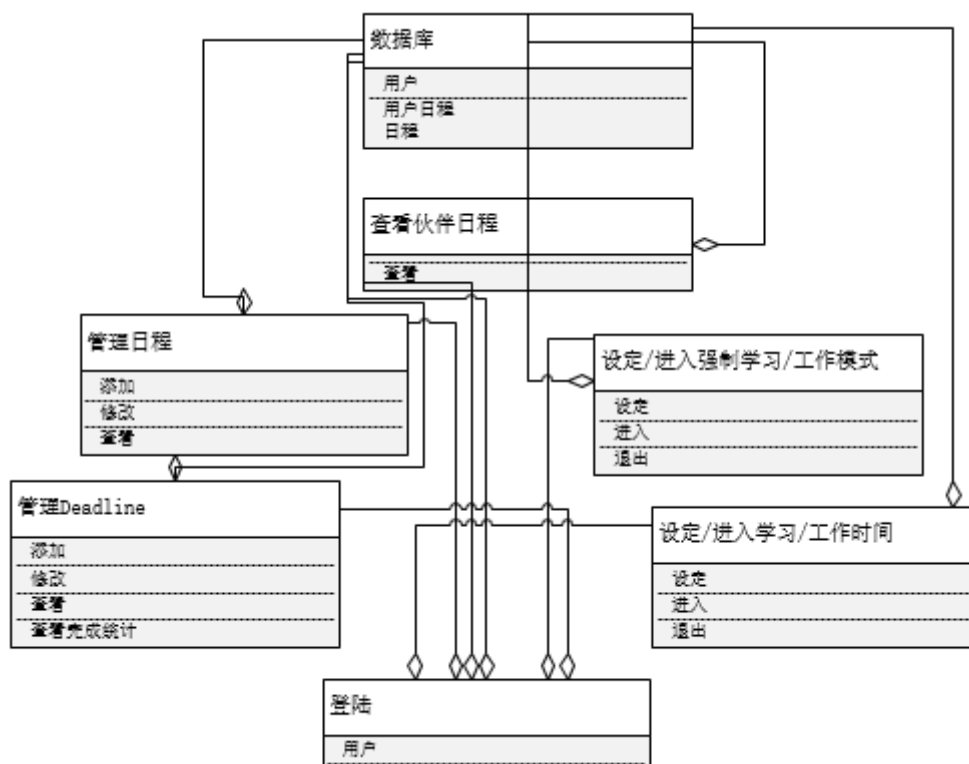 数据库
用户
用户日程
日程
查看伙伴日程
查看
管理日程
添加
修改
查看
设定/进入强制学习/工作模式
设定
进入
退出
管理Deadline
添加
修改
查看
查看完成统计
设定/进入学习/工作时间
设定
进入
退出
登陆
用户